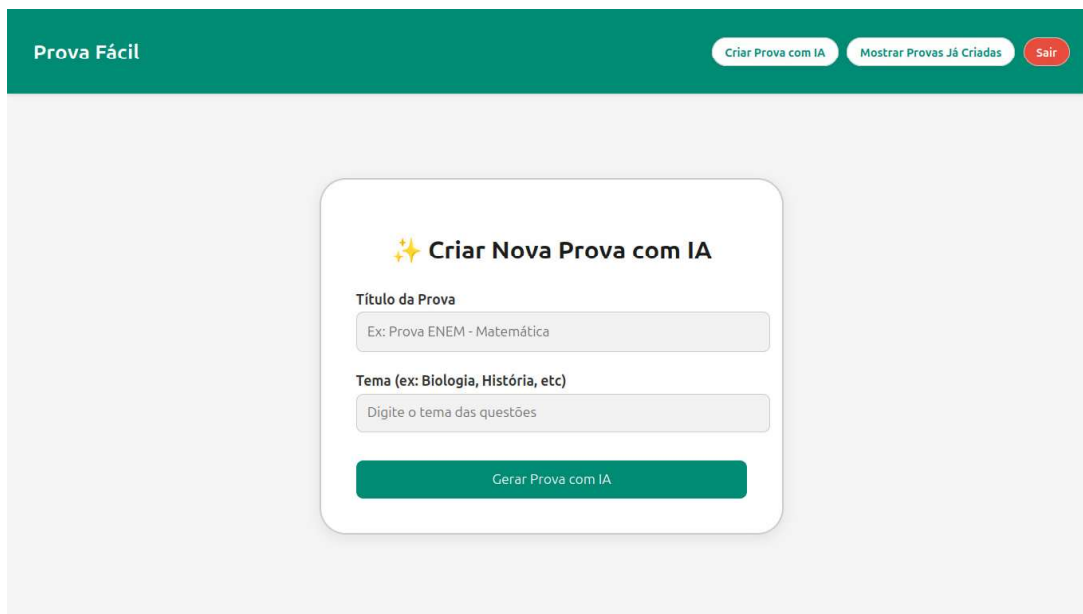 Prova Fácil
Criar Prova com IA
Mostrar Provas Já Criadas
Sair
✨ Criar Nova Prova com IA
Título da Prova
Ex: Prova ENEM - Matemática
Tema (ex: Biologia, História, etc)
Digite o tema das questões
Gerar Prova com IA